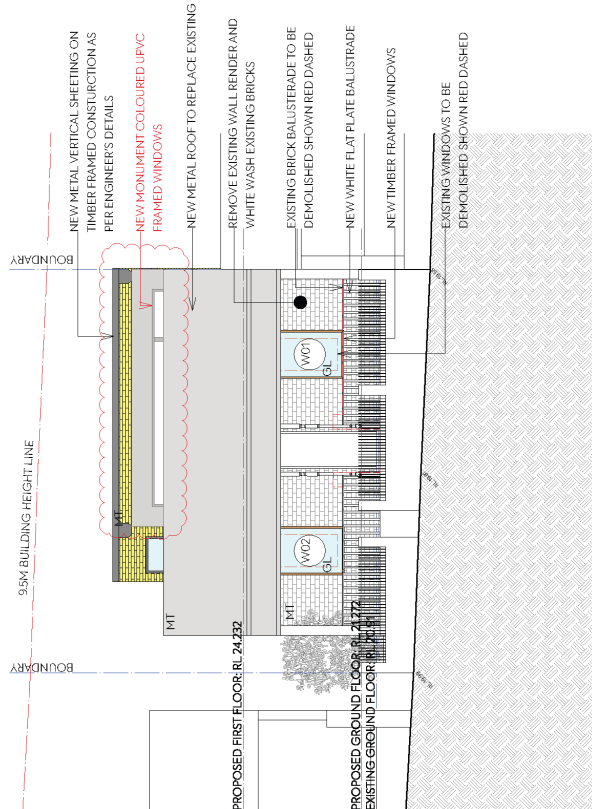 NEW METAL VERTICAL SHEETING ON
TIMBER FRAMED CONSTURCTION AS
PER ENGINEER'S DETAILS
NEW MONUMENT COLOURED UPVC
FRAMED WINDOWS
NEW METAL ROOF TO REPLACE EXISTING
REMOVE EXISTING WALL RENDER AND
WHITE WASH EXISTING BRICKS
EXISTING BRICK BALUSTERADE TO BE
DEMOLISHED SHOWN RED DASHED
NEW WHITE FLAT PLATE BALUSTRADE
NEW TIMBER FRAMED WINDOWS
EXISTING WINDOWS TO BE
DEMOLISHED SHOWN RED DASHED
BOUNDARY
9.5M BUILDING HEIGHT LINE
MT
W01
GL
W02
GL
MT
MT
BOUNDARY
PROPOSED FIRST FLOOR: RL 24.232
PROPOSED GROUND FLOOR: RL 21.272
EXISTING GROUND FLOOR: RL 20.91